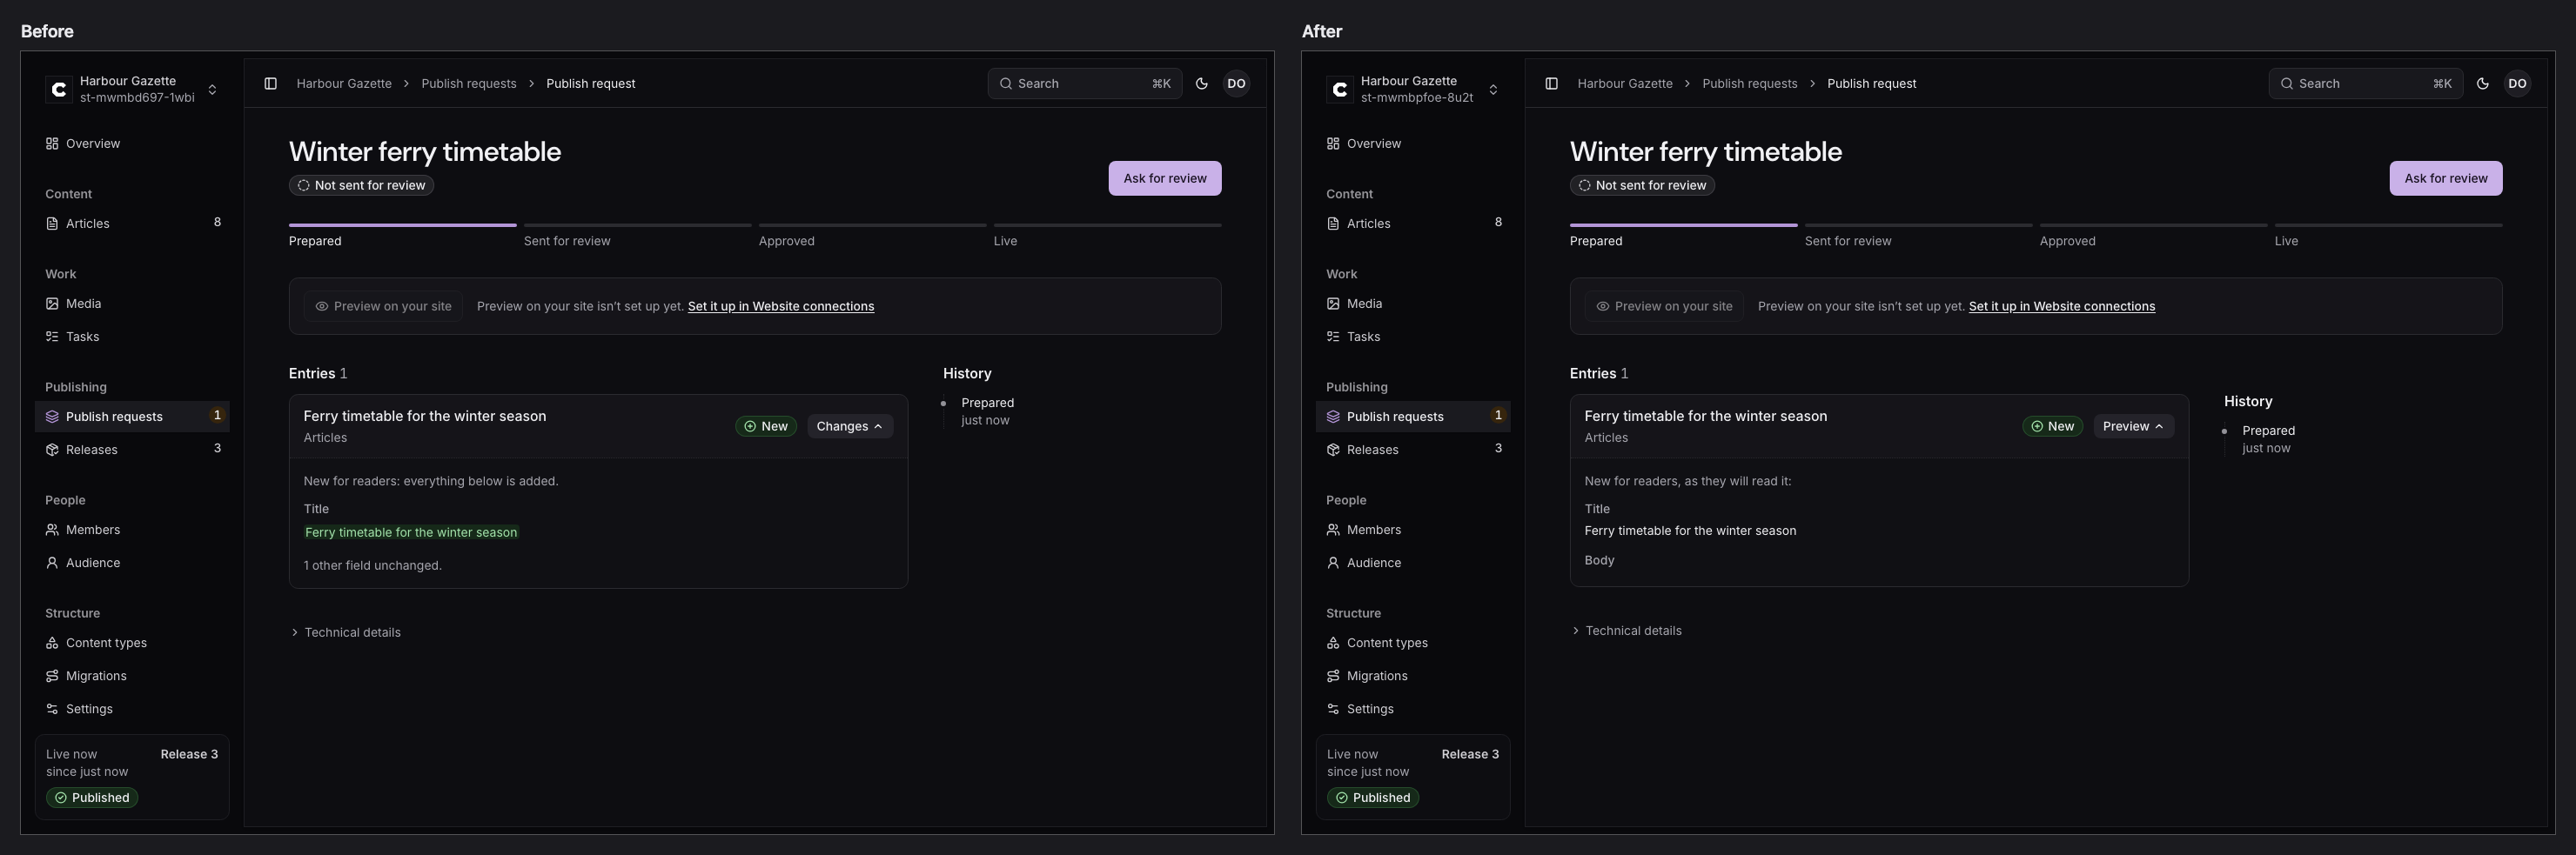 Before
Harbour Gazette
st-mwmbd697-1wbi
Overview
Content
Articles 8
Work
Media
Tasks
Publishing
Publish requests 1
Releases 3
People
Members
Audience
Structure
Content types
Migrations
Settings
Live now Release 3
since just now
Published
Harbour Gazette Publish requests Publish request
Search ⌘K
DO
Winter ferry timetable
Not sent for review
Ask for review
Prepared Sent for review Approved Live
Preview on your site Preview on your site isn’t set up yet. Set it up in Website connections
Entries 1
Ferry timetable for the winter season
Articles
New Changes
New for readers: everything below is added.
Title
Ferry timetable for the winter season
1 other field unchanged.
Technical details
History
Prepared
just now
After
Harbour Gazette
st-mwmbpfoe-8u2t
Overview
Content
Articles 8
Work
Media
Tasks
Publishing
Publish requests 1
Releases 3
People
Members
Audience
Structure
Content types
Migrations
Settings
Live now Release 3
since just now
Published
Harbour Gazette Publish requests Publish request
Search ⌘K
DO
Winter ferry timetable
Not sent for review
Ask for review
Prepared Sent for review Approved Live
Preview on your site Preview on your site isn’t set up yet. Set it up in Website connections
Entries 1
Ferry timetable for the winter season
Articles
New Preview
New for readers, as they will read it:
Title
Ferry timetable for the winter season
Body
Technical details
History
Prepared
just now